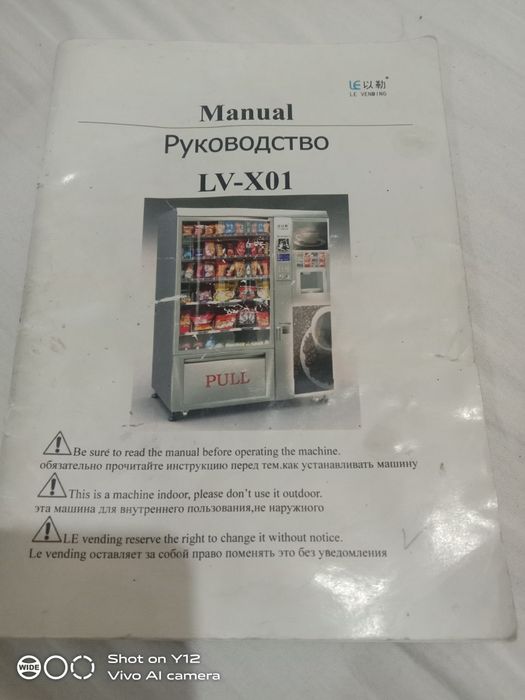 LE以勒
LE VENDING
Manual
Руководство
LV-X01
PULL
Be sure to read the manual before operating the machine.
обязательно прочитайте инструкцию перед тем.как устанавливать машину
This is a machine indoor, please don't use it outdoor.
эта машина для внутреннего пользования,не наружного
LE vending reserve the right to change it without notice.
Le vending оставляет за собой право поменять это без уведомления
WIDE
Shot on Y12
Vivo AI camera